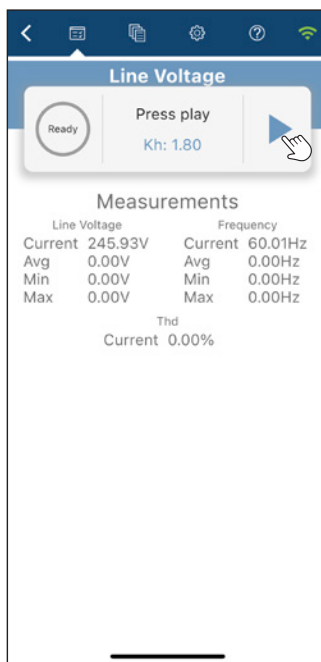 Line Voltage
Ready
Press play
Kh: 1.80
Measurements
Line Voltage Frequency
Current 245.93V Current 60.01Hz
Avg 0.00V Avg 0.00Hz
Min 0.00V Min 0.00Hz
Max 0.00V Max 0.00Hz
Thd
Current 0.00%